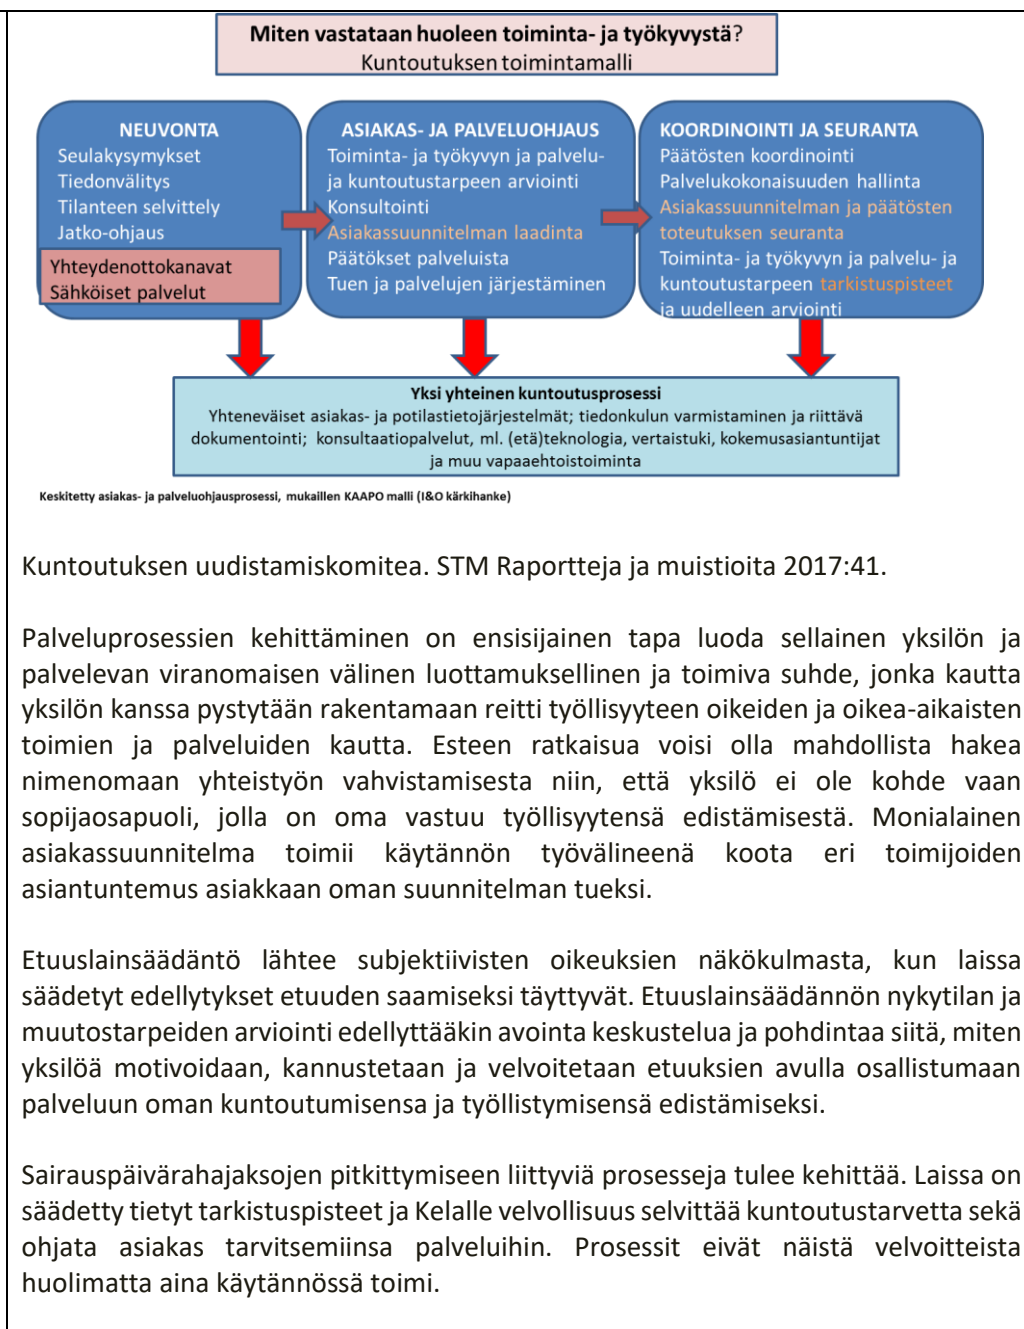 Miten vastataan huoleen toiminta- ja työkyvystä?
Kuntoutuksen toimintamalli
NEUVONTA
Seulakysymykset
Tiedonvälitys
Tilanteen selvittely
Jatko-ohjaus
Yhteydenottokanavat
Sähköiset palvelut
ASIAKAS- JA PALVELUOHJAUS
Toiminta- ja työkyvyn ja palvelu-
ja kuntoutustarpeen arviointi
Konsultointi
Asiakassuunnitelman laadinta
Päätökset palveluista
Tuen ja palvelujen järjestäminen
KOORDINOINTI JA SEURANTA
Päätösten koordinointi
Palvelukokonaisuuden hallinta
Asiakassuunnitelman ja päätösten
toteutuksen seuranta
Toiminta- ja työkyvyn ja palvelu- ja
kuntoutustarpeen tarkistuspisteet
ja uudelleen arviointi
Yksi yhteinen kuntoutusprosessi
Yhteneväiset asiakas- ja potilastietojärjestelmät; tiedonkulun varmistaminen ja riittävä
dokumentointi; konsultaatiopalvelut, ml. (etä)teknologia, vertaistuki, kokemusasiantuntijat
ja muu vapaaehtoistoiminta
Keskitetty asiakas- ja palveluohjausprosessi, mukaillen KAAPO malli (I&O kärkihanke)
Kuntoutuksen uudistamiskomitea. STM Raportteja ja muistioita 2017:41.
Palveluprosessien kehittäminen on ensisijainen tapa luoda sellainen yksilön ja
palvelevan viranomaisen välinen luottamuksellinen ja toimiva suhde, jonka kautta
yksilön kanssa pystytään rakentamaan reitti työllisyyteen oikeiden ja oikea-aikaisten
toimien ja palveluiden kautta. Esteen ratkaisua voisi olla mahdollista hakea
nimenomaan yhteistyön vahvistamisesta niin, että yksilö ei ole kohde vaan
sopijaosapuoli, jolla on oma vastuu työllisyytensä edistämisestä. Monialainen
asiakassuunnitelma toimii käytännön työvälineenä koota eri toimijoiden
asiantuntemus asiakkaan oman suunnitelman tueksi.
Etuuslainsäädäntö lähtee subjektiivisten oikeuksien näkökulmasta, kun laissa
säädetyt edellytykset etuuden saamiseksi täyttyvät. Etuuslainsäädännön nykytilan ja
muutostarpeiden arviointi edellyttääkin avointa keskustelua ja pohdintaa siitä, miten
yksilöä motivoidaan, kannustetaan ja velvoitetaan etuuksien avulla osallistumaan
palveluun oman kuntoutumisensa ja työllistymisensä edistämiseksi.
Sairauspäivärahajaksojen pitkittymiseen liittyviä prosesseja tulee kehittää. Laissa on
säädetty tietyt tarkistuspisteet ja Kelalle velvollisuus selvittää kuntoutustarvetta sekä
ohjata asiakas tarvitsemiinsa palveluihin. Prosessit eivät näistä velvoitteista
huolimatta aina käytännössä toimi.